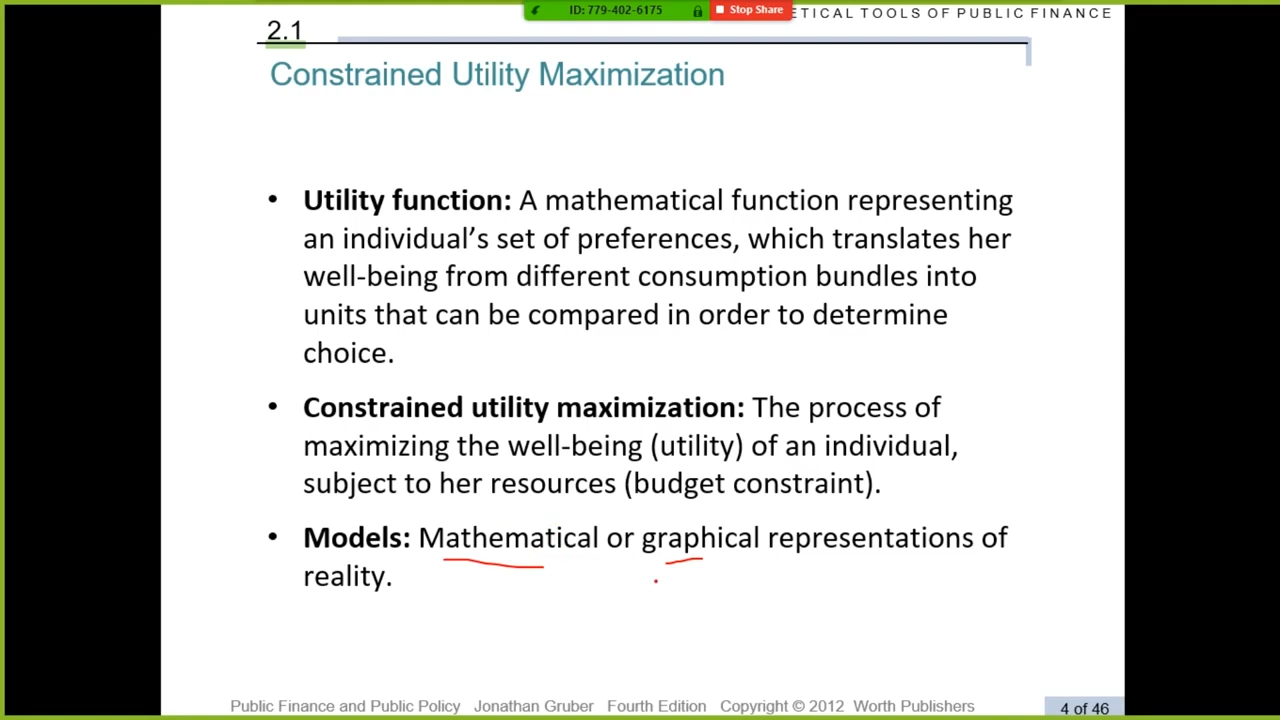 ID: 779-402-6175
Stop Share
ETICAL TOOLS OF PUBLIC FINANCE
2.1
Constrained Utility Maximization
• Utility function: A mathematical function representing
an individual’s set of preferences, which translates her
well-being from different consumption bundles into
units that can be compared in order to determine
choice.
• Constrained utility maximization: The process of
maximizing the well-being (utility) of an individual,
subject to her resources (budget constraint).
• Models: Mathematical or graphical representations of
reality.
Public Finance and Public Policy Jonathan Gruber Fourth Edition Copyright © 2012 Worth Publishers
4 of 46